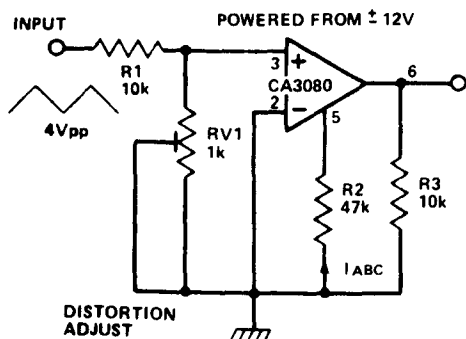 POWERED FROM ± 12V
INPUT
R1
10k
3
+
6
CA3080
2
−
5
4Vpp
RV1
1k
R2
47k
R3
10k
I ABC
DISTORTION
ADJUST